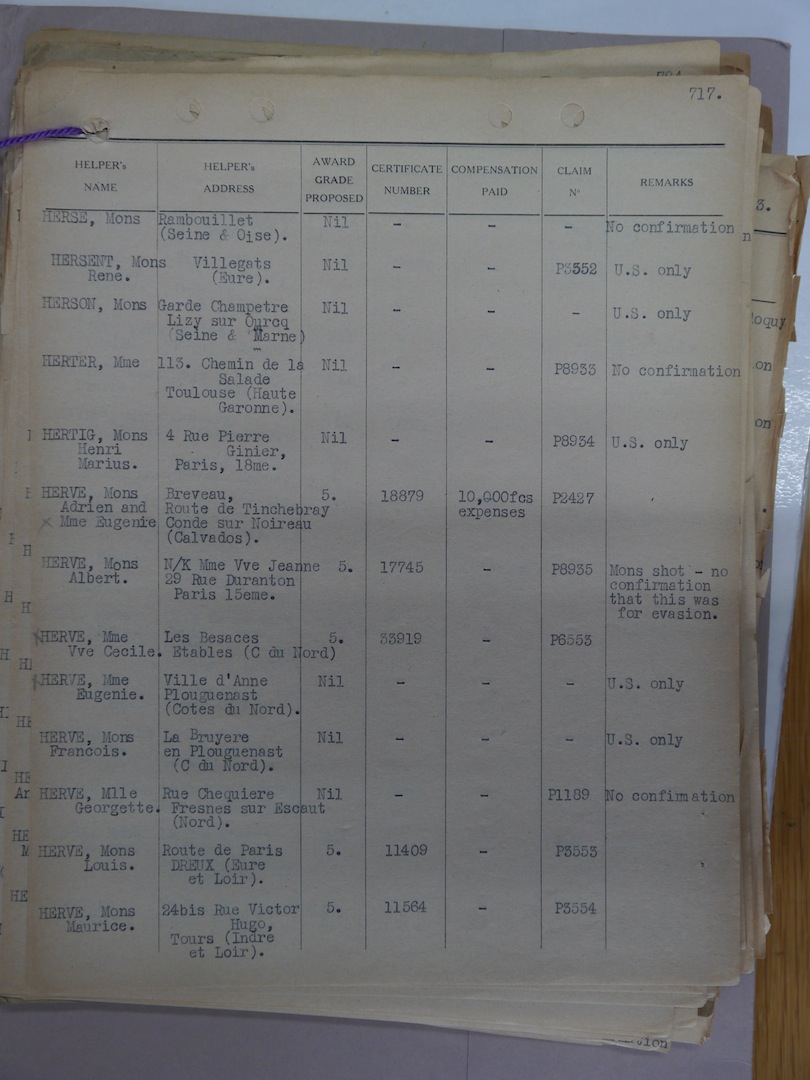 717.
HELPER's NAME HELPER's ADDRESS AWARD GRADE PROPOSED CERTIFICATE NUMBER COMPENSATION PAID CLAIM No REMARKS
HERSE, Mons Rambouillet Nil - - - No confirmation
(Seine & Oise).
HERSENT, Mons Villegats Nil - - P3352 U.S. only
Rene. (Eure).
HERSON, Mons Garde Champetre Nil - - - U.S. only
Lizy sur Ourcq
(Seine & Marne)
HERTER, Mme 113. Chemin de la Nil - - P8933 No confirmation
Salade
Toulouse (Haute
Garonne).
HERTIG, Mons 4 Rue Pierre Nil - - P8934 U.S. only
Henri Ginier,
Marius. Paris, 18me.
HERVE, Mons Breveau, 5. 18879 10,000fcs P2427
Adrien and Route de Tinchebray expenses
Mme Eugenie Conde sur Noireau
(Calvados).
HERVE, Mons N/K Mme Vve Jeanne 5. 17745 - P8935 Mons shot - no
Albert. 29 Rue Duranton confirmation
Paris 15eme. that this was
for evasion.
HERVE, Mme Les Besaces 5. 33919 - P6553
Vve Cecile. Etables (C du Nord)
HERVE, Mme Ville d'Anne Nil - - - U.S. only
Eugenie. Plouguenast
(Cotes du Nord).
HERVE, Mons La Bruyere Nil - - - U.S. only
Francois. en Plouguenast
(C du Nord).
HERVE, Mlle Rue Chequiere Nil - - P1189 No confirmation
Georgette. Fresnes sur Escaut
(Nord).
HERVE, Mons Route de Paris 5. 11409 - P3553
Louis. DREUX (Eure
et Loir).
HERVE, Mons 24bis Rue Victor 5. 11564 - P3554
Maurice. Hugo,
Tours (Indre
et Loir).